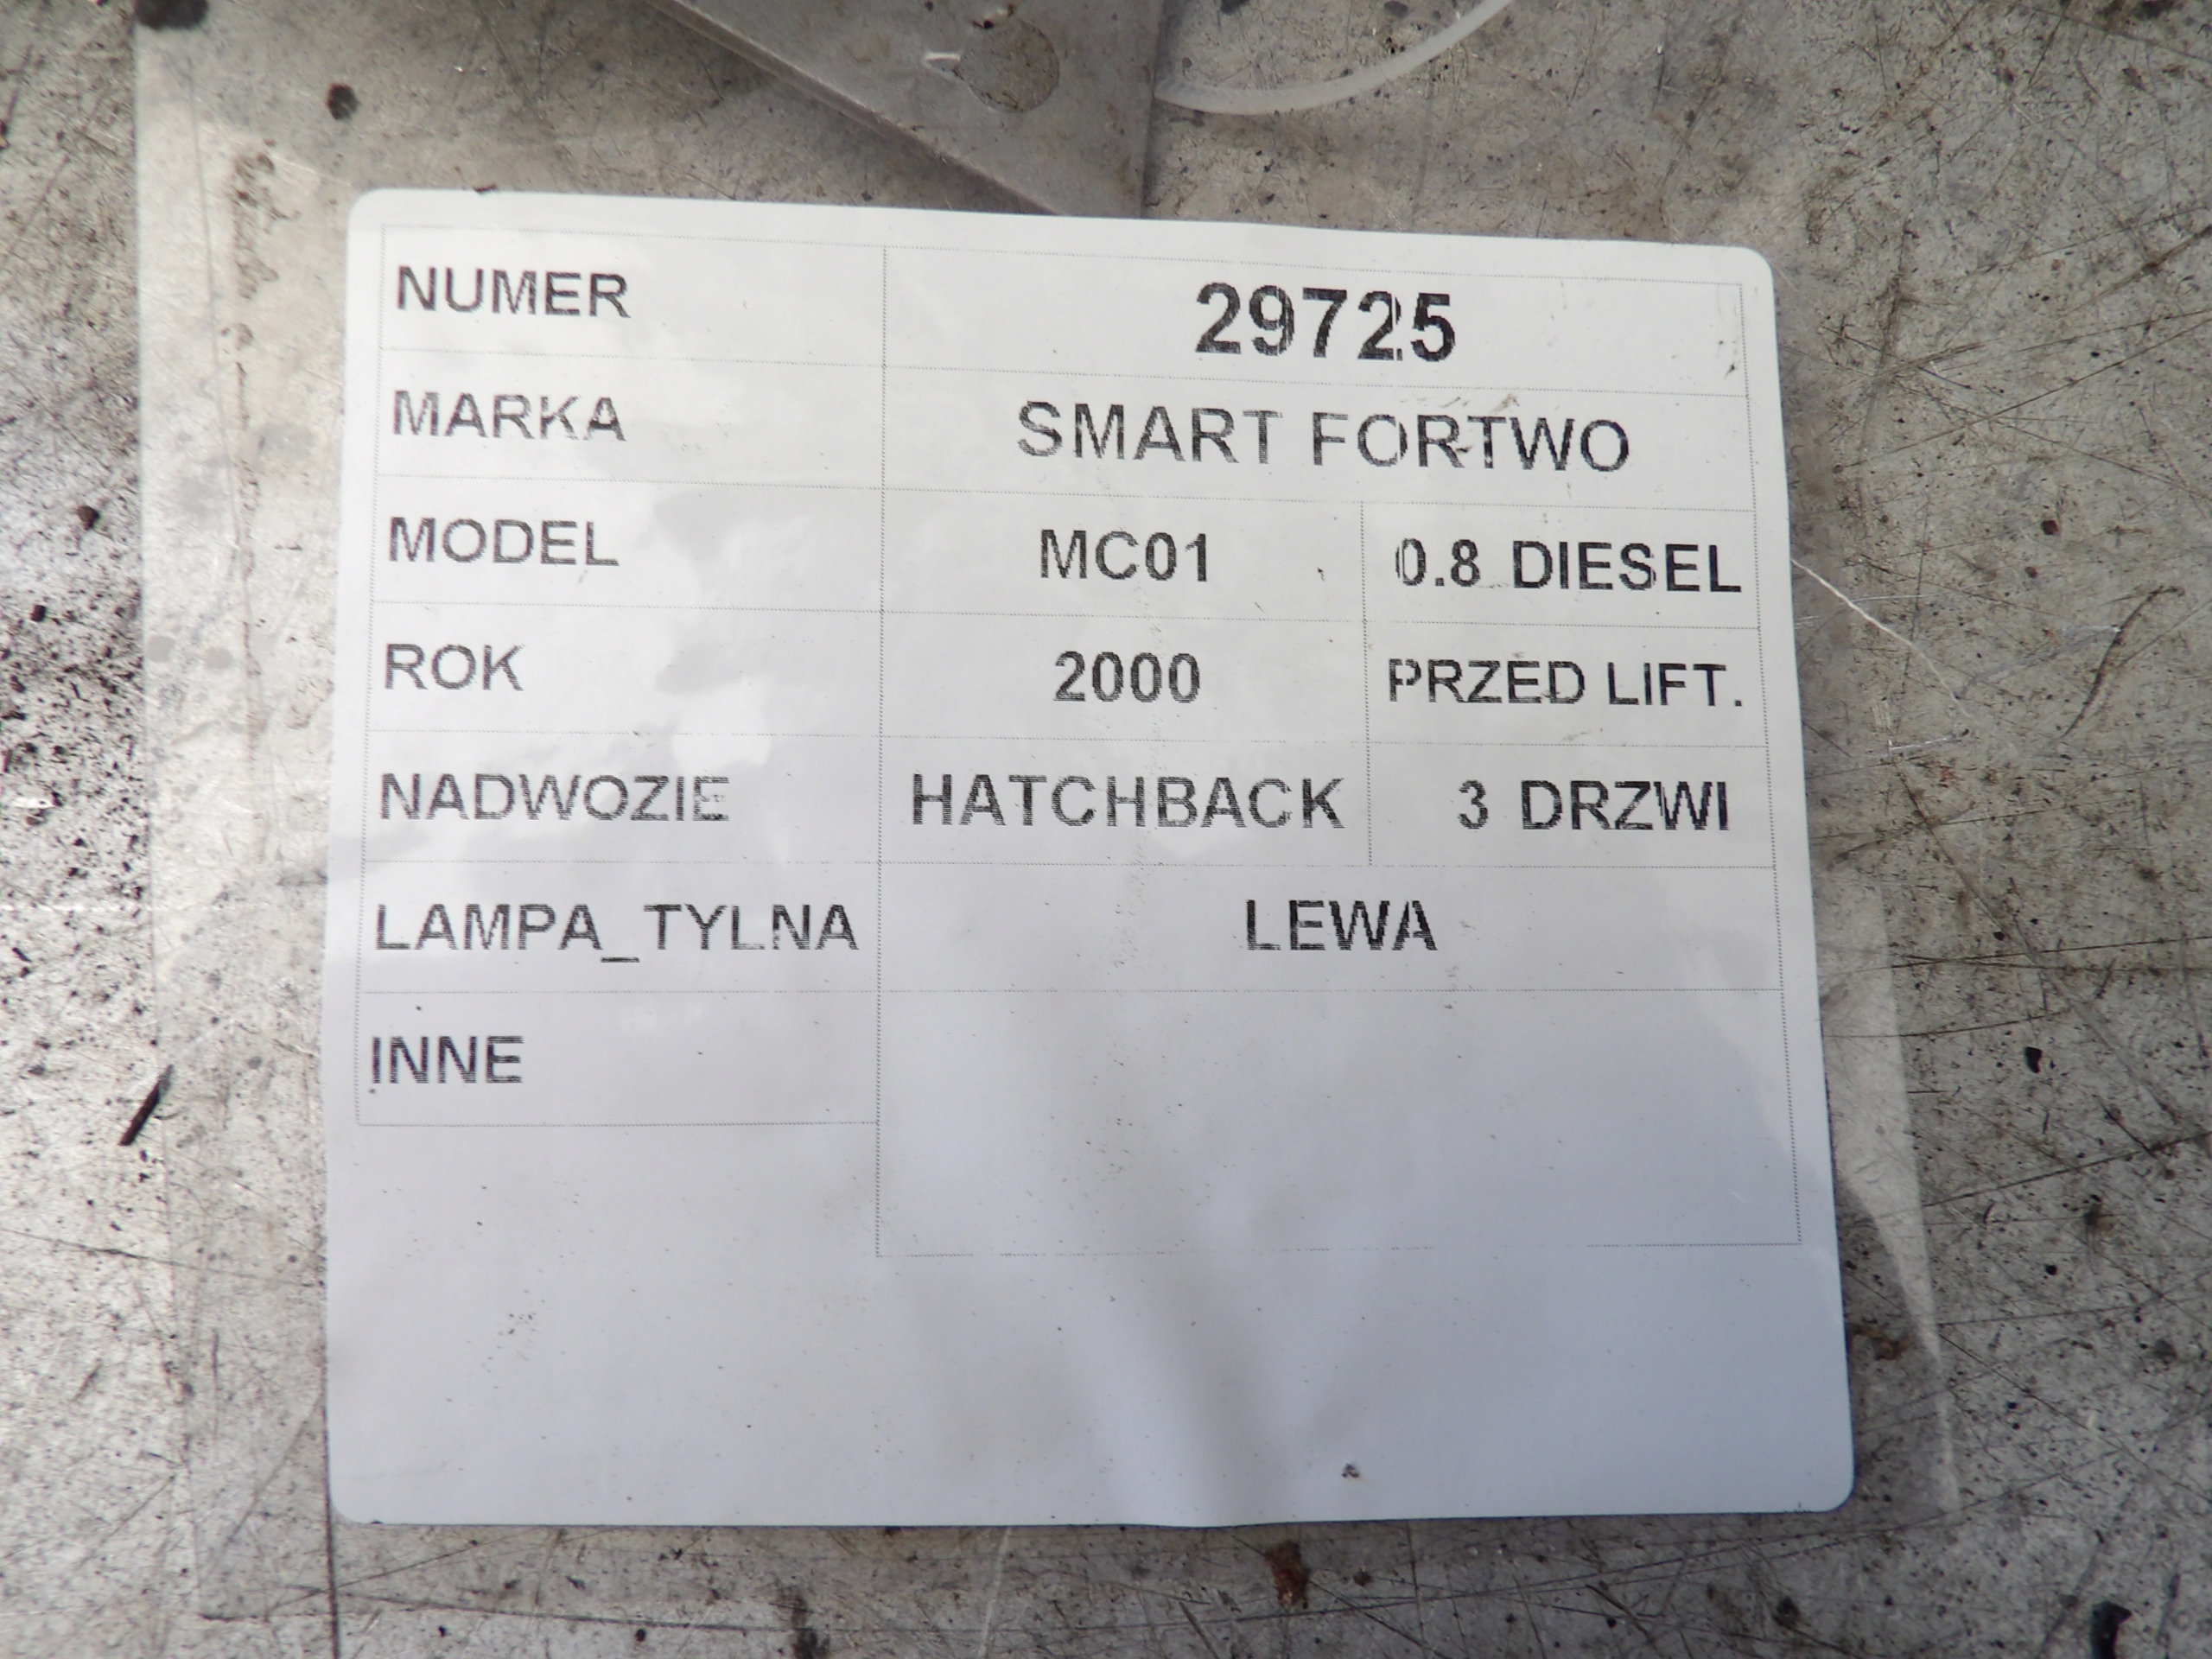 NUMER 29725
MARKA SMART FORTWO
MODEL MC01 0.8 DIESEL
ROK 2000 PRZED LIFT.
NADWOZIE HATCHBACK 3 DRZWI
LAMPA_TYLNA LEWA
INNE